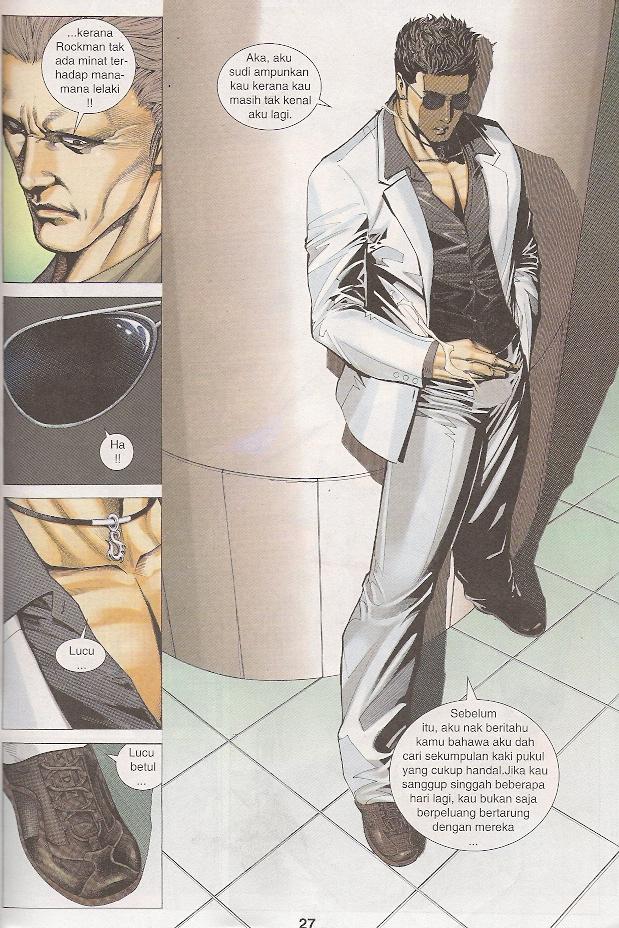 ...kerana
Rockman tak
ada minat ter-
hadap mana-
mana lelaki
!!
Aka, aku
sudi ampunkan
kau kerana kau
masih tak kenal
aku lagi.
Ha
!!
Lucu
...
Lucu
betul
...
Sebelum
itu, aku nak beritahu
kamu bahawa aku dah
cari sekumpulan kaki pukul
yang cukup handal.Jika kau
sanggup singgah beberapa
hari lagi, kau bukan saja
berpeluang bertarung
dengan mereka
...
27